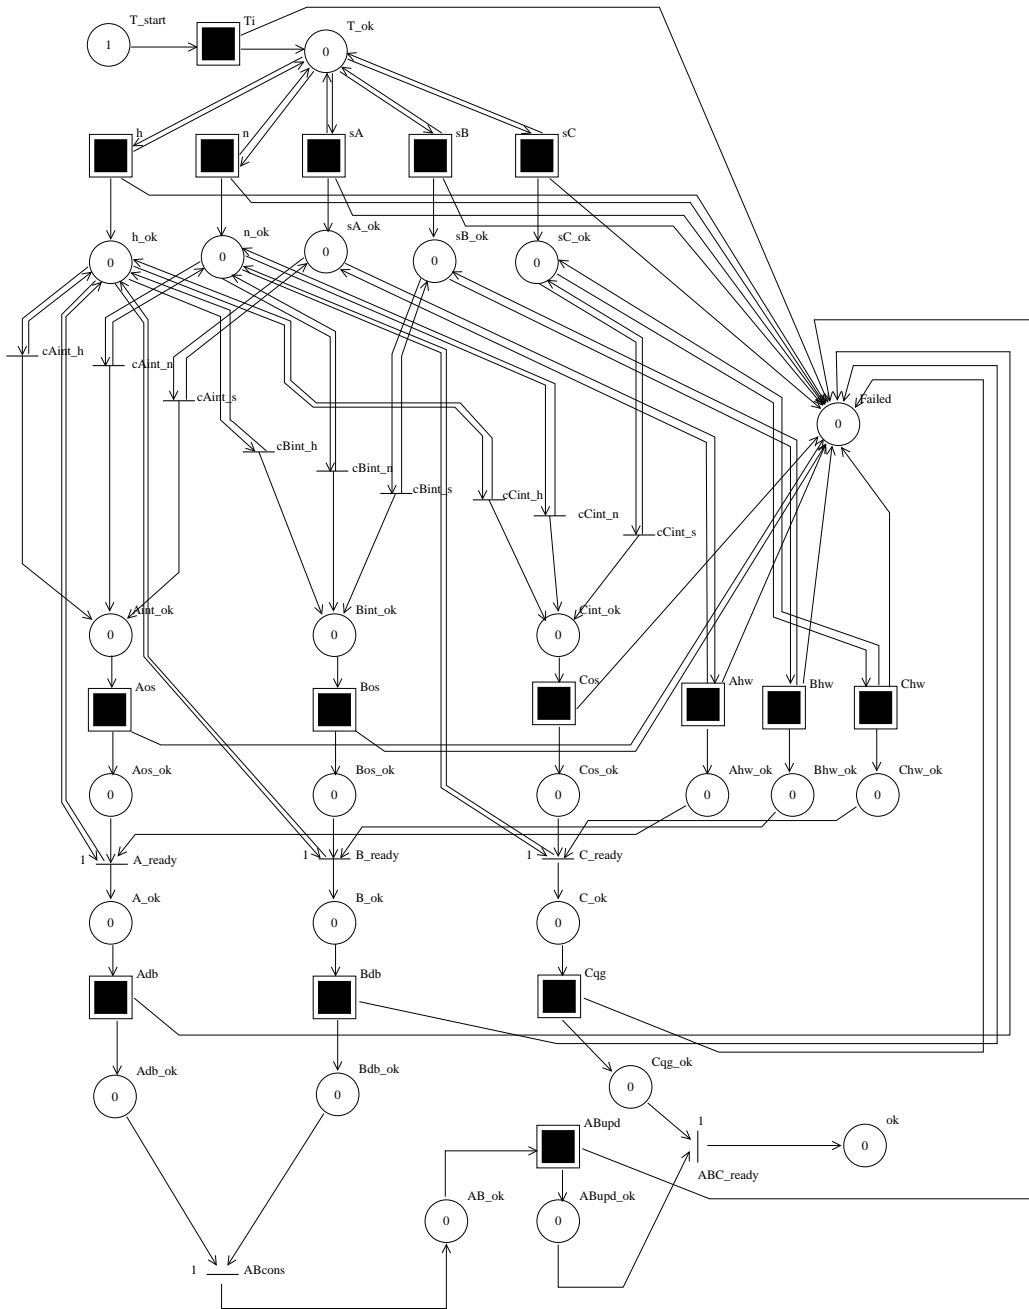 T_start
Ti
T_ok
1
0
h
n
sA
sB
sC
h_ok
n_ok
sA_ok
sB_ok
sC_ok
0
0
0
0
0
cAint_h
cAint_n
cAint_s
Failed
0
cBint_h
cBint_n
cBint_s
cCint_h
cCint_n
cCint_s
Aint_ok
Bint_ok
Cint_ok
0
0
0
Aos
Bos
Cos
Ahw
Bhw
Chw
Aos_ok
Bos_ok
Cos_ok
Ahw_ok
Bhw_ok
Chw_ok
0
0
0
0
0
0
1 A_ready
1 B_ready
1 C_ready
A_ok
B_ok
C_ok
0
0
0
Adb
Bdb
Cqg
Adb_ok
Bdb_ok
Cqg_ok
0
0
0
ABupd
1
ok
0
ABC_ready
AB_ok
ABupd_ok
0
0
1 ABcons